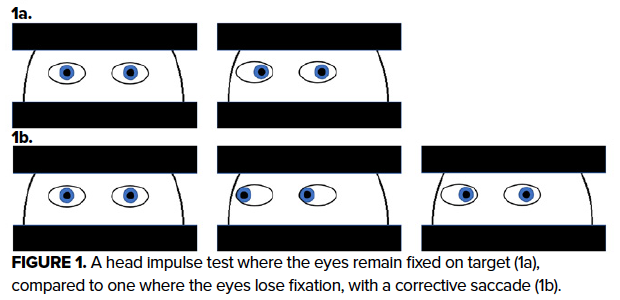 1a.
1b.
FIGURE 1. A head impulse test where the eyes remain fixed on target (1a),
compared to one where the eyes lose fixation, with a corrective saccade (1b).